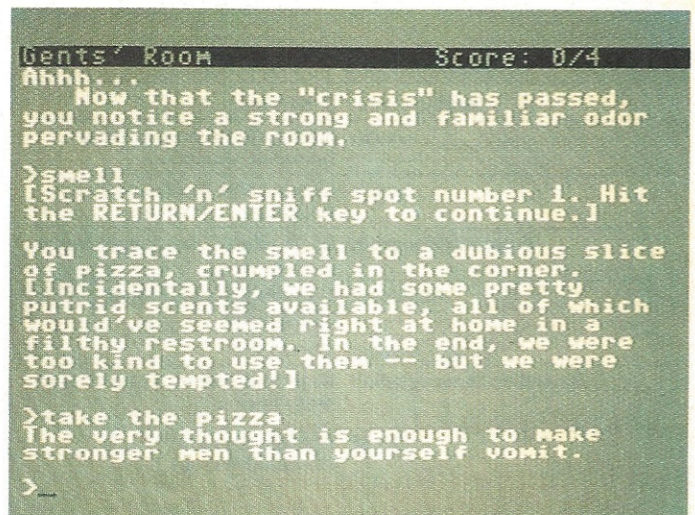 Gents' Room Score: 0/4
Ahhh...
Now that the "crisis" has passed,
you notice a strong and familiar odor
pervading the room.
>smell
[Scratch 'n' sniff spot number 1. Hit
the RETURN/ENTER key to continue.]
You trace the smell to a dubious slice
of pizza, crumpled in the corner.
[Incidentally, we had some pretty
putrid scents available, all of which
would've seemed right at home in a
filthy restroom. In the end, we were
too kind to use them -- but we were
sorely tempted!]
>take the pizza
The very thought is enough to make
stronger men than yourself vomit.
>